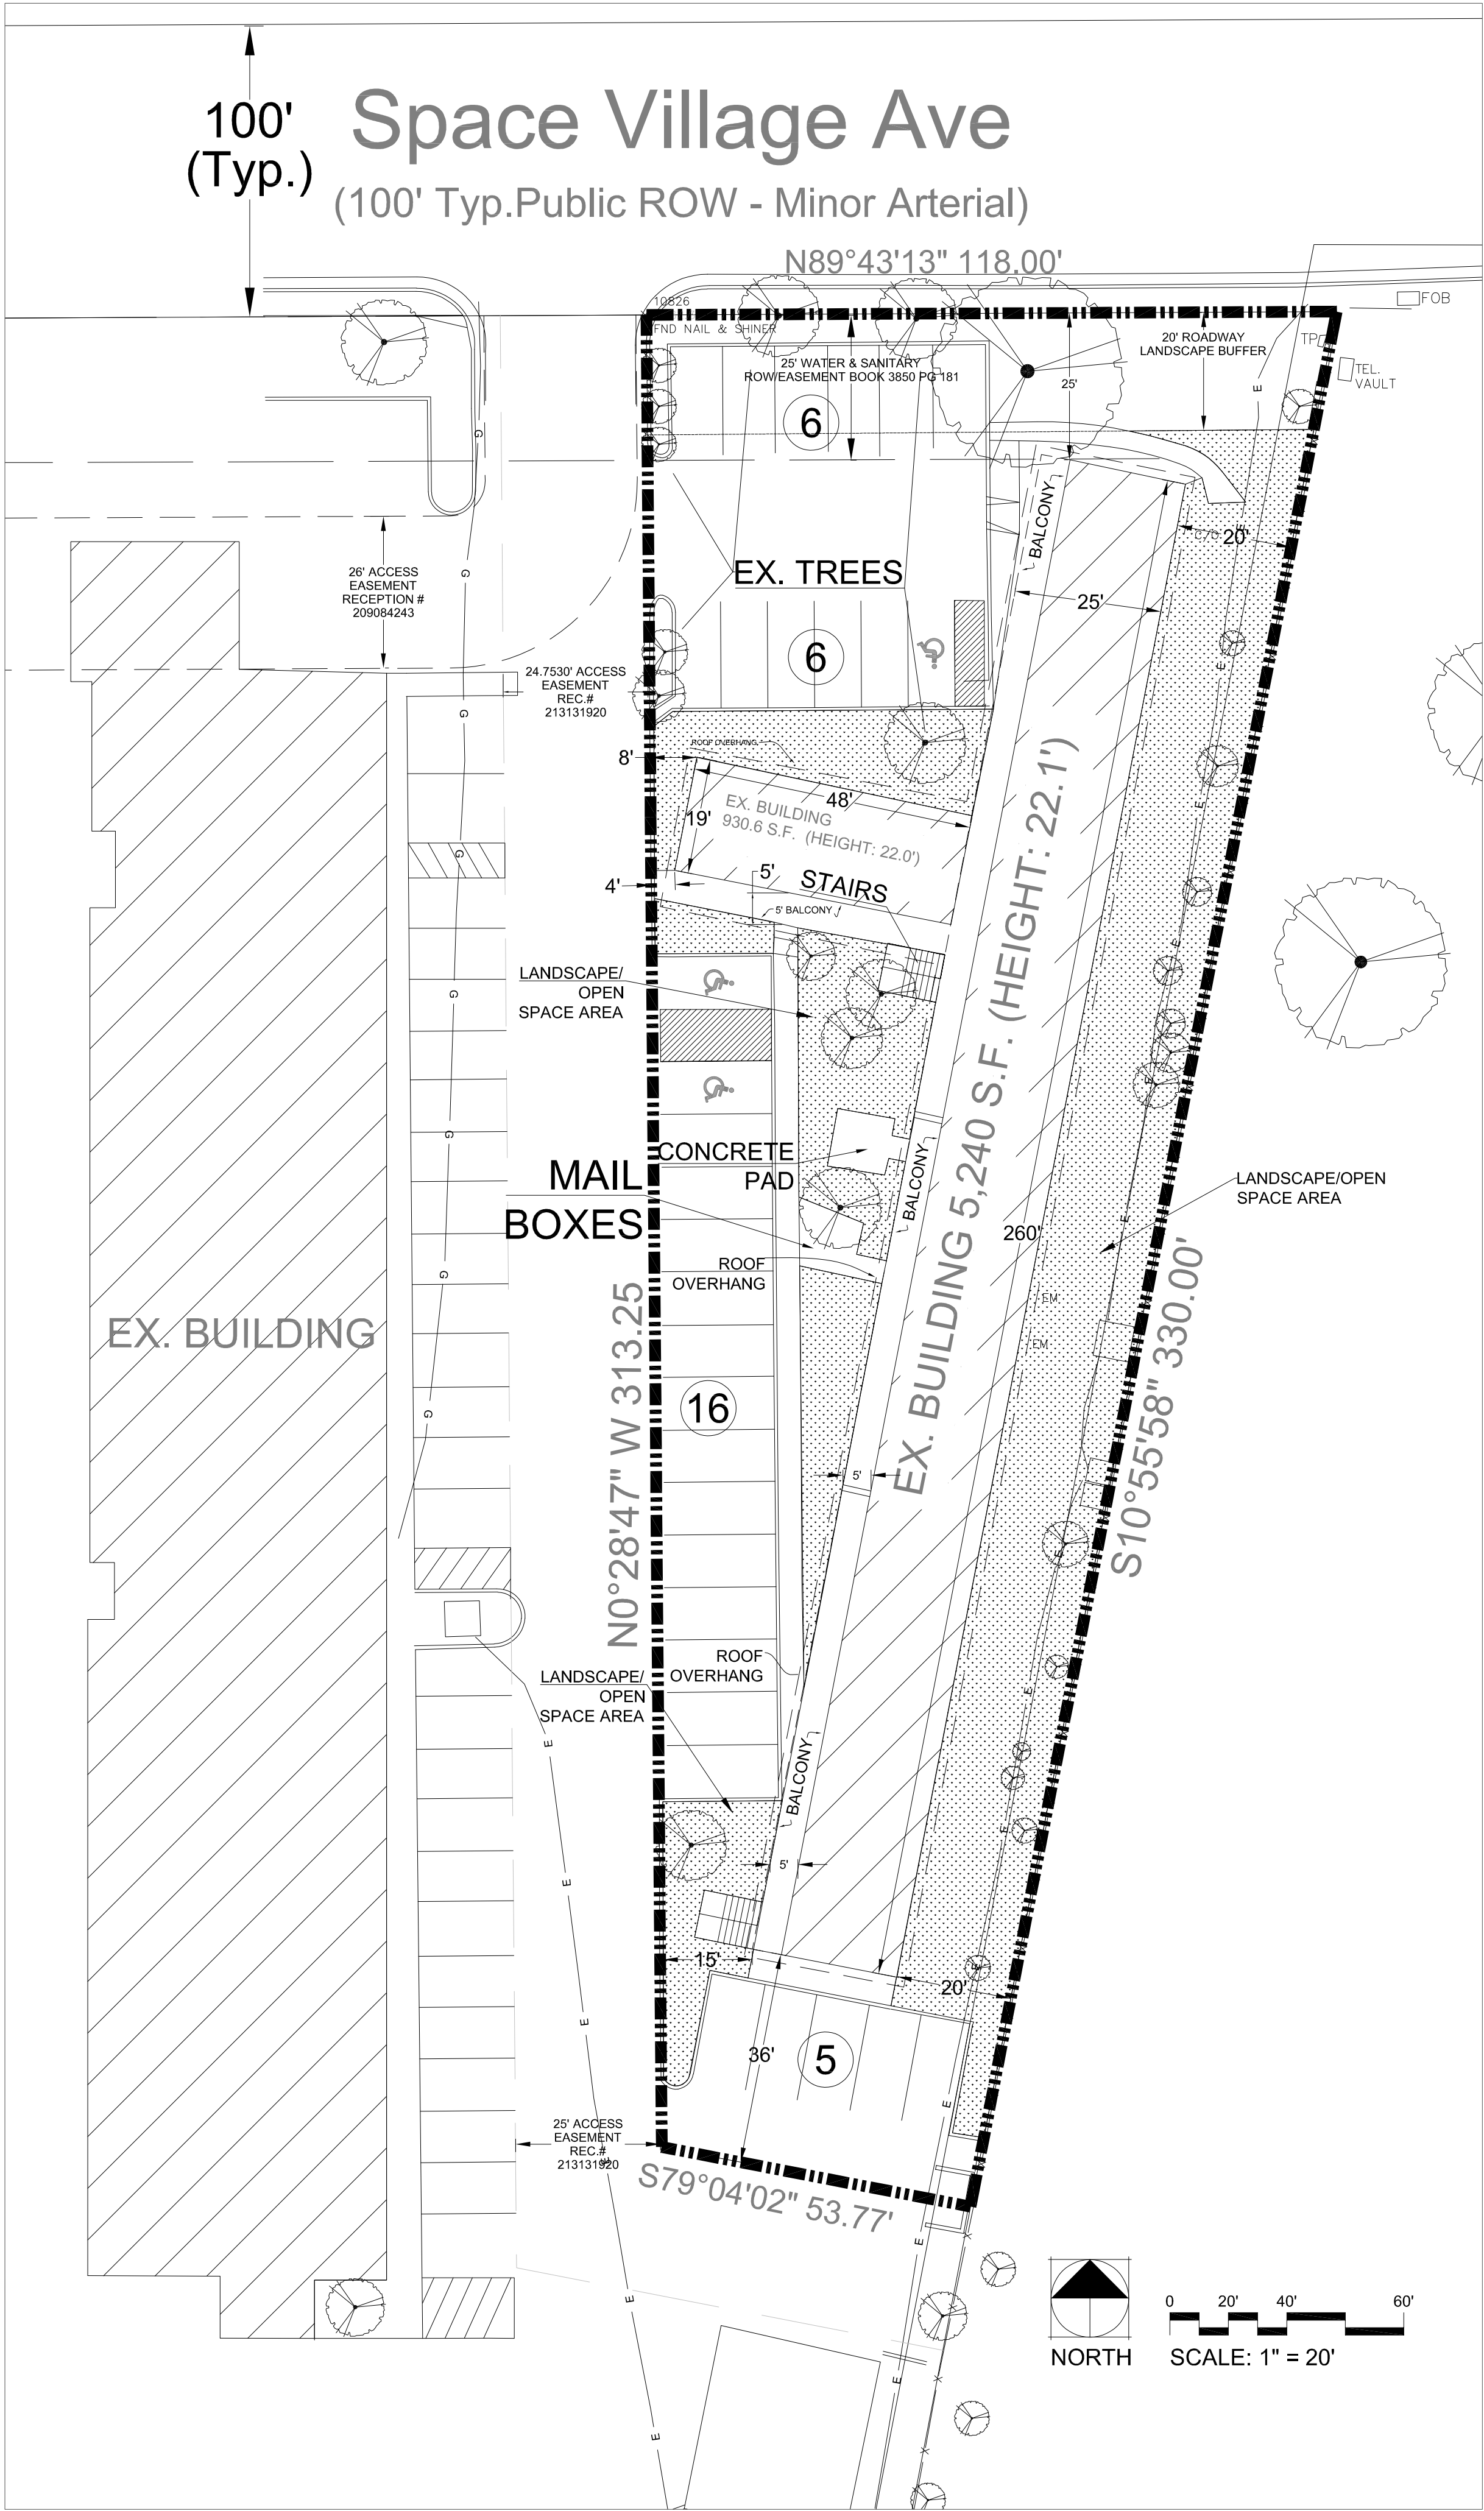 100'
(Typ.)
Space Village Ave
(100' Typ.Public ROW - Minor Arterial)
N89°43'13" 118.00'
10826
FND NAIL & SHINER
FOB
TP
TEL.
VAULT
20' ROADWAY
LANDSCAPE BUFFER
25' WATER & SANITARY
ROW/EASEMENT BOOK 3850 PG 181
25'
E
6
G
BALCONY
20'
EX. TREES
26' ACCESS
EASEMENT
RECEPTION #
209084243
G
25'
6
E
24.7530' ACCESS
EASEMENT
REC.#
213131920
G
ROOF OVERHANG
8'
48'
EX. BUILDING
930.6 S.F. (HEIGHT: 22.0')
19'
E
G
4'
5'
STAIRS
5' BALCONY
E
E
LANDSCAPE/
OPEN
SPACE AREA
G
E
G
CONCRETE
PAD
MAIL
BOXES
BALCONY
LANDSCAPE/OPEN
SPACE AREA
E
260'
EX. BUILDING 5,240 S.F. (HEIGHT: 22.1')
ROOF
OVERHANG
G
EM
EM
EX. BUILDING
N0°28'47" W 313.25
S10°55'58" 330.00'
16
G
5'
E
ROOF
OVERHANG
LANDSCAPE/
OPEN
SPACE AREA
E
E
BALCONY
E
5'
E
15'
20'
E
36'
5
E
25' ACCESS
EASEMENT
REC.#
213131920
E
S79°04'02" 53.77'
E
X
E
X
E
X
E
X
NORTH
0 20' 40' 60'
SCALE: 1" = 20'